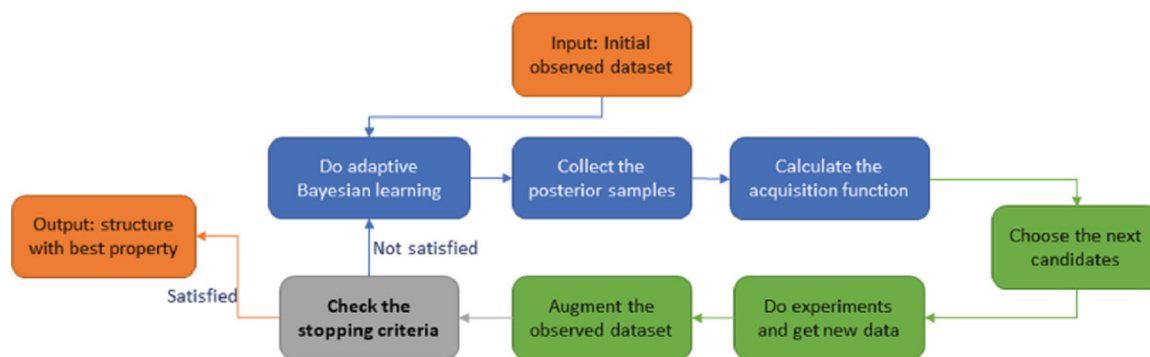 Input: Initial
observed dataset
Do adaptive
Bayesian learning
Collect the
posterior samples
Calculate the
acquisition function
Output: structure
with best property
Not satisfied
Choose the next
candidates
Satisfied
Check the
stopping criteria
Augment the
observed dataset
Do experiments
and get new data